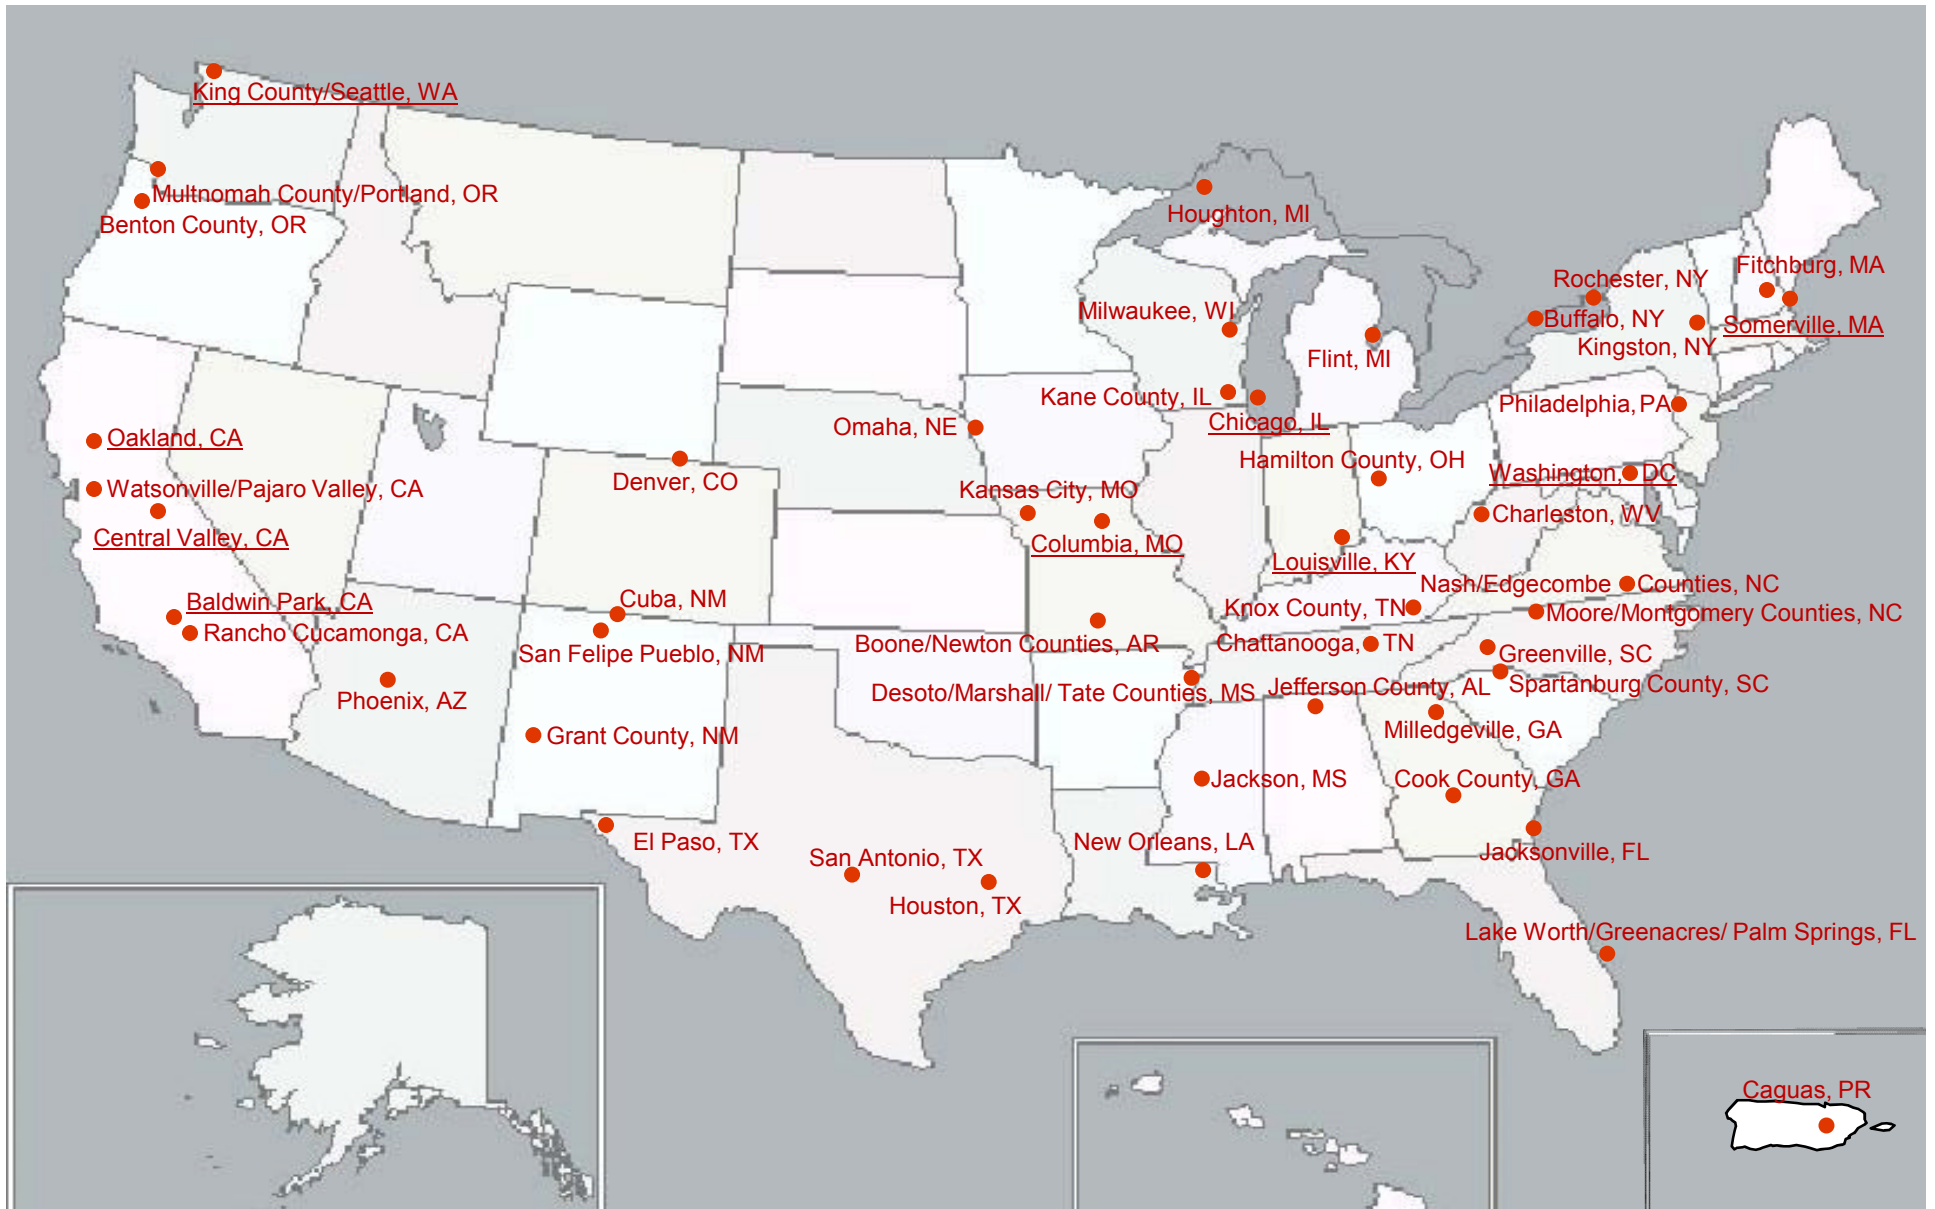 King County/Seattle, WA
Multnomah County/Portland, OR
Benton County, OR
Houghton, MI
Fitchburg, MA
Rochester, NY
Milwaukee, WI
Buffalo, NY
Somerville, MA
Kingston, NY
Flint, MI
Kane County, IL
Philadelphia, PA
Chicago, IL
Omaha, NE
Oakland, CA
Hamilton County, OH
Washington, DC
Denver, CO
Watsonville/Pajaro Valley, CA
Kansas City, MO
Charleston, WV
Central Valley, CA
Columbia, MO
Louisville, KY
Nash/Edgecombe Counties, NC
Baldwin Park, CA
Cuba, NM
Knox County, TN
Moore/Montgomery Counties, NC
Rancho Cucamonga, CA
Boone/Newton Counties, AR
Chattanooga, TN
San Felipe Pueblo, NM
Greenville, SC
Desoto/Marshall/ Tate Counties, MS
Jefferson County, AL
Spartanburg County, SC
Phoenix, AZ
Milledgeville, GA
Grant County, NM
Jackson, MS
Cook County, GA
El Paso, TX
New Orleans, LA
Jacksonville, FL
San Antonio, TX
Houston, TX
Lake Worth/Greenacres/ Palm Springs, FL
Caguas, PR